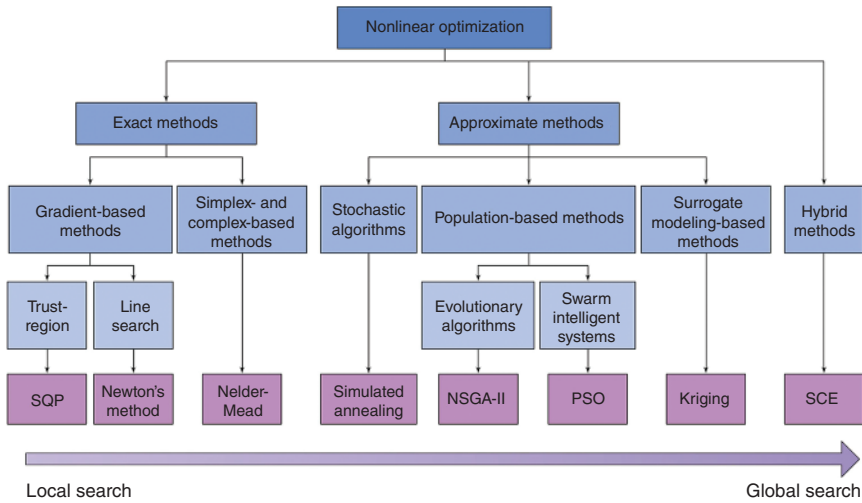 Nonlinear optimization
Exact methods
Approximate methods
Gradient-based
methods
Simplex- and
complex-based
methods
Stochastic
algorithms
Population-based methods
Surrogate
modeling-based
methods
Hybrid
methods
Trust-
region
Line
search
Evolutionary
algorithms
Swarm
intelligent
systems
SQP
Newton's
method
Nelder-
Mead
Simulated
annealing
NSGA-II
PSO
Kriging
SCE
Local search
Global search